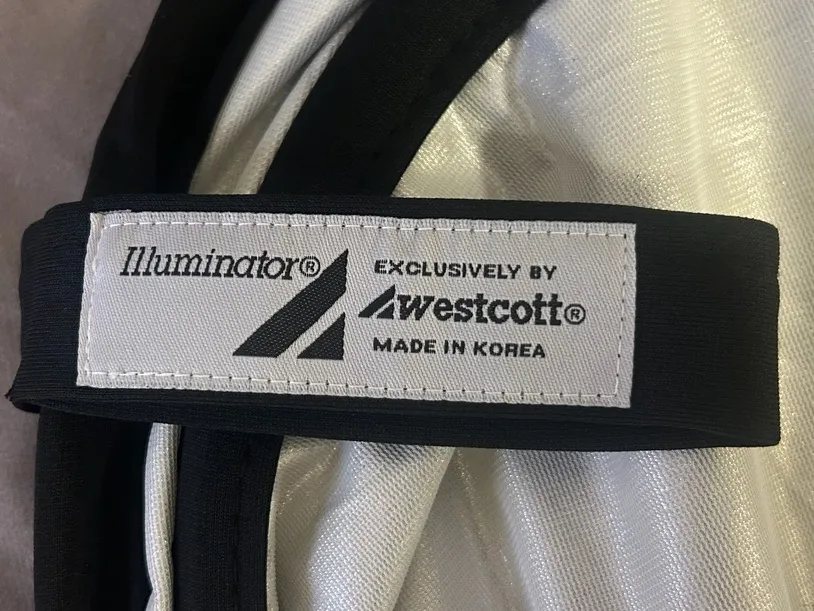 Illuminator®
EXCLUSIVELY BY
westcott®
MADE IN KOREA